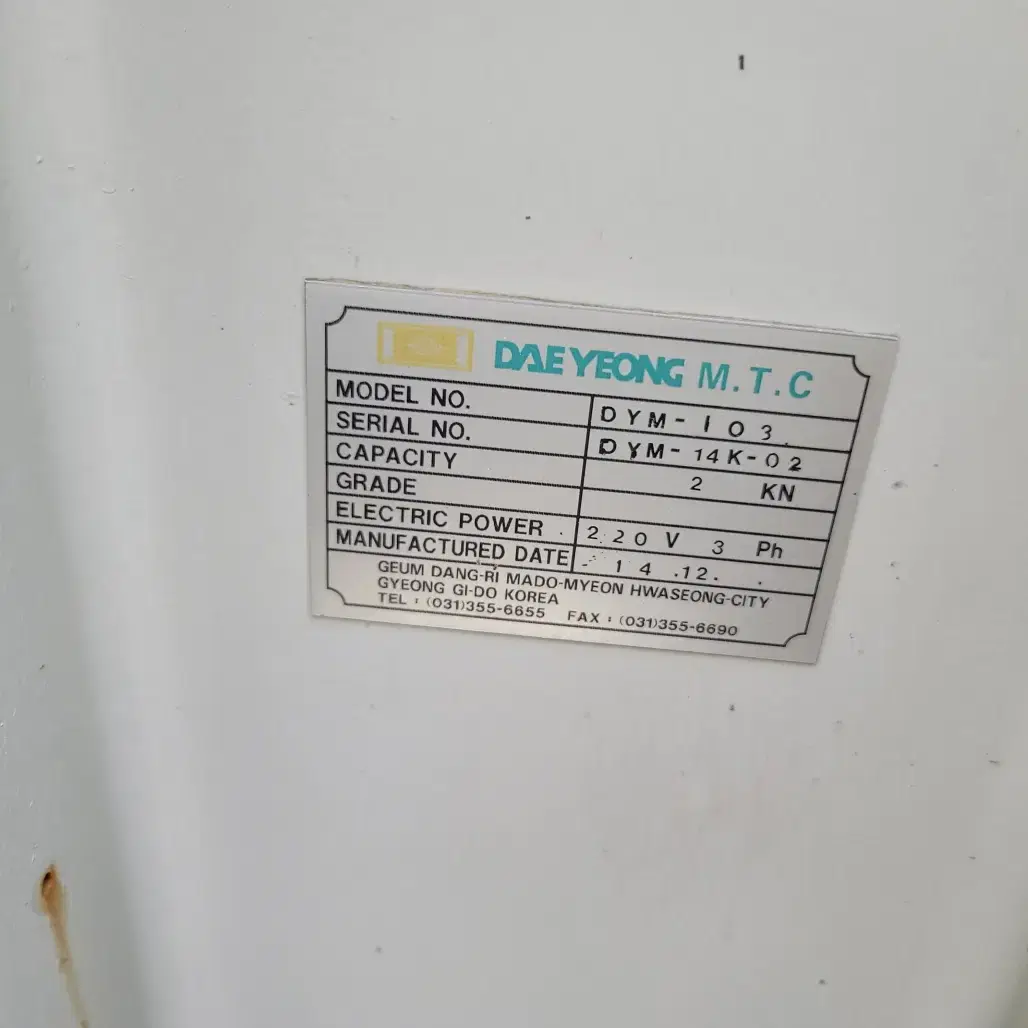 DAEYEONG M.T.C
MODEL NO. DYM-103
SERIAL NO. DYM-14K-02
CAPACITY 2 KN
GRADE
ELECTRIC POWER 220 V 3 Ph
MANUFACTURED DATE 14.12.
GEUM DANG-RI MADO-MYEON HWASEONG-CITY
GYEONG GI-DO KOREA
TEL : (031)355-6655 FAX : (031)355-6690